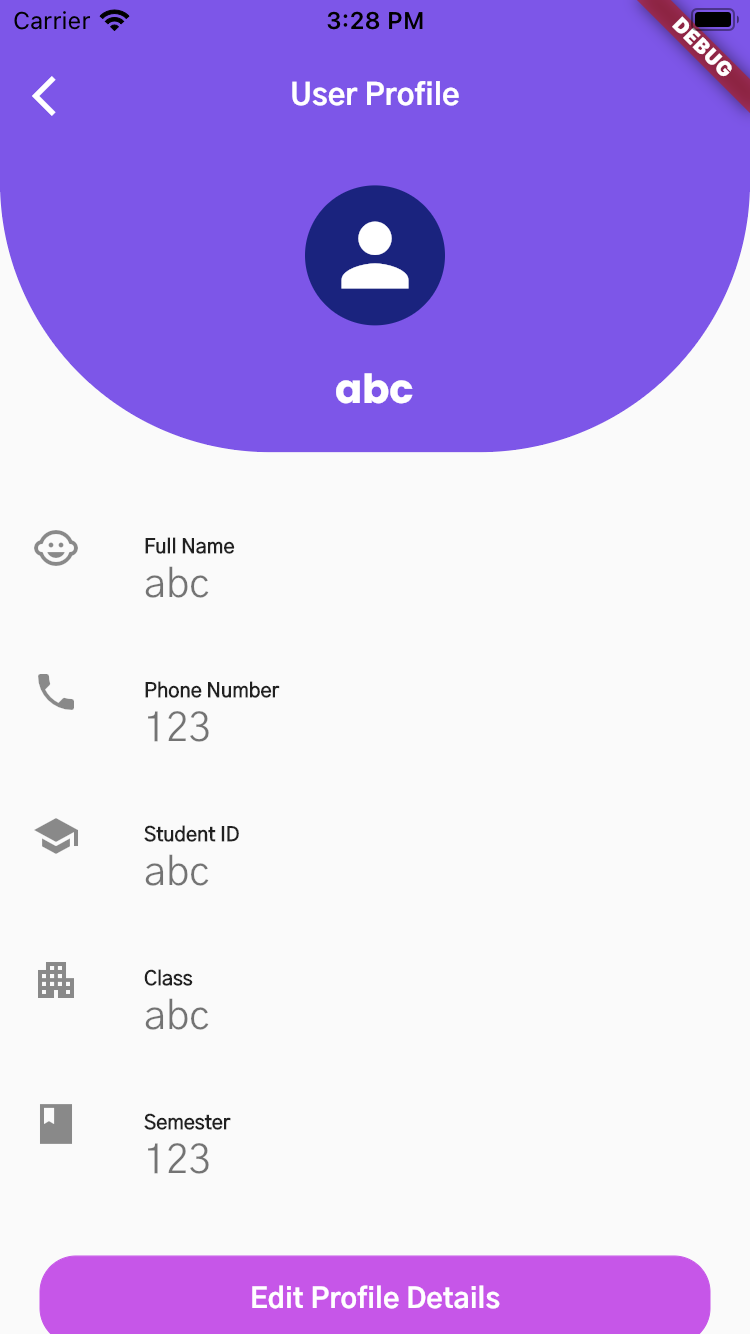 Carrier 3:28 PM
DEBUG
User Profile
abc
Full Name
abc
Phone Number
123
Student ID
abc
Class
abc
Semester
123
Edit Profile Details